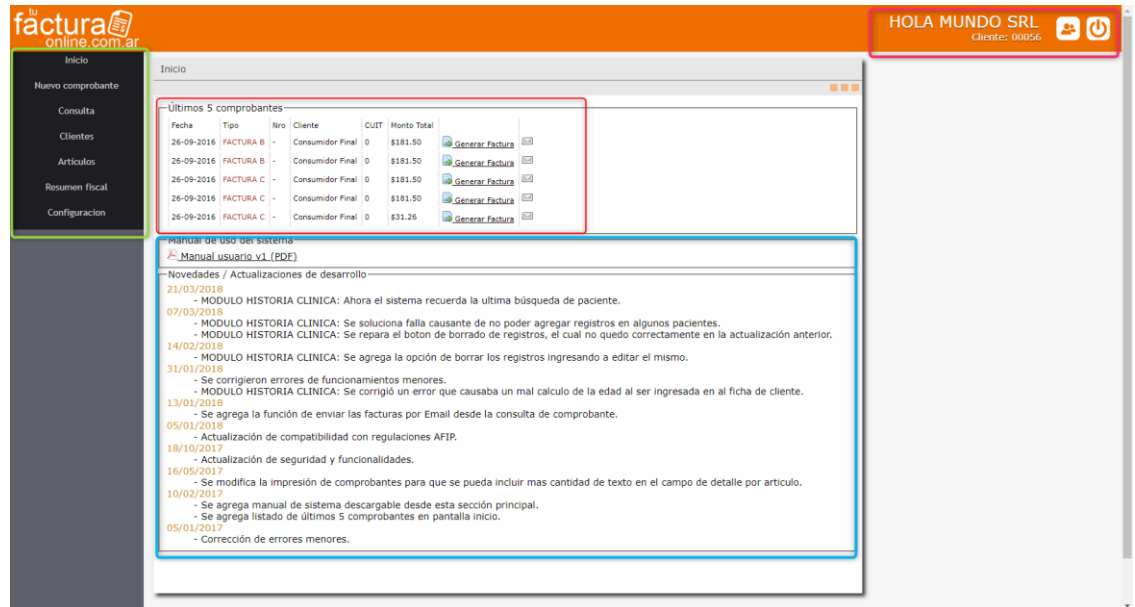 tu
factura
online.com.ar
HOLA MUNDO SRL
Cliente: 00056
Inicio
Nuevo comprobante
Consulta
Clientes
Articulos
Resumen fiscal
Configuracion
Inicio
Últimos 5 comprobantes
Fecha Tipo Nro Cliente CUIT Monto Total
26-09-2016 FACTURA B - Consumidor Final 0 $181.50 Generar Factura
26-09-2016 FACTURA B - Consumidor Final 0 $181.50 Generar Factura
26-09-2016 FACTURA C - Consumidor Final 0 $181.50 Generar Factura
26-09-2016 FACTURA C - Consumidor Final 0 $181.50 Generar Factura
26-09-2016 FACTURA C - Consumidor Final 0 $31.26 Generar Factura
Manual de uso del sistema
Manual usuario v1 (PDF)
Novedades / Actualizaciones de desarrollo
21/03/2018
- MODULO HISTORIA CLINICA: Ahora el sistema recuerda la ultima búsqueda de paciente.
07/03/2018
- MODULO HISTORIA CLINICA: Se soluciona falla causante de no poder agregar registros en algunos pacientes.
- MODULO HISTORIA CLINICA: Se repara el boton de borrado de registros, el cual no quedo correctamente en la actualización anterior.
14/02/2018
- MODULO HISTORIA CLINICA: Se agrega la opción de borrar los registros ingresando a editar el mismo.
31/01/2018
- Se corrigieron errores de funcionamientos menores.
- MODULO HISTORIA CLINICA: Se corrigió un error que causaba un mal calculo de la edad al ser ingresada en al ficha de cliente.
13/01/2018
- Se agrega la función de enviar las facturas por Email desde la consulta de comprobante.
05/01/2018
- Actualización de compatibilidad con regulaciones AFIP.
18/10/2017
- Actualización de seguridad y funcionalidades.
16/05/2017
- Se modifica la impresión de comprobantes para que se pueda incluir mas cantidad de texto en el campo de detalle por articulo.
10/02/2017
- Se agrega manual de sistema descargable desde esta sección principal.
- Se agrega listado de últimos 5 comprobantes en pantalla inicio.
05/01/2017
- Corrección de errores menores.